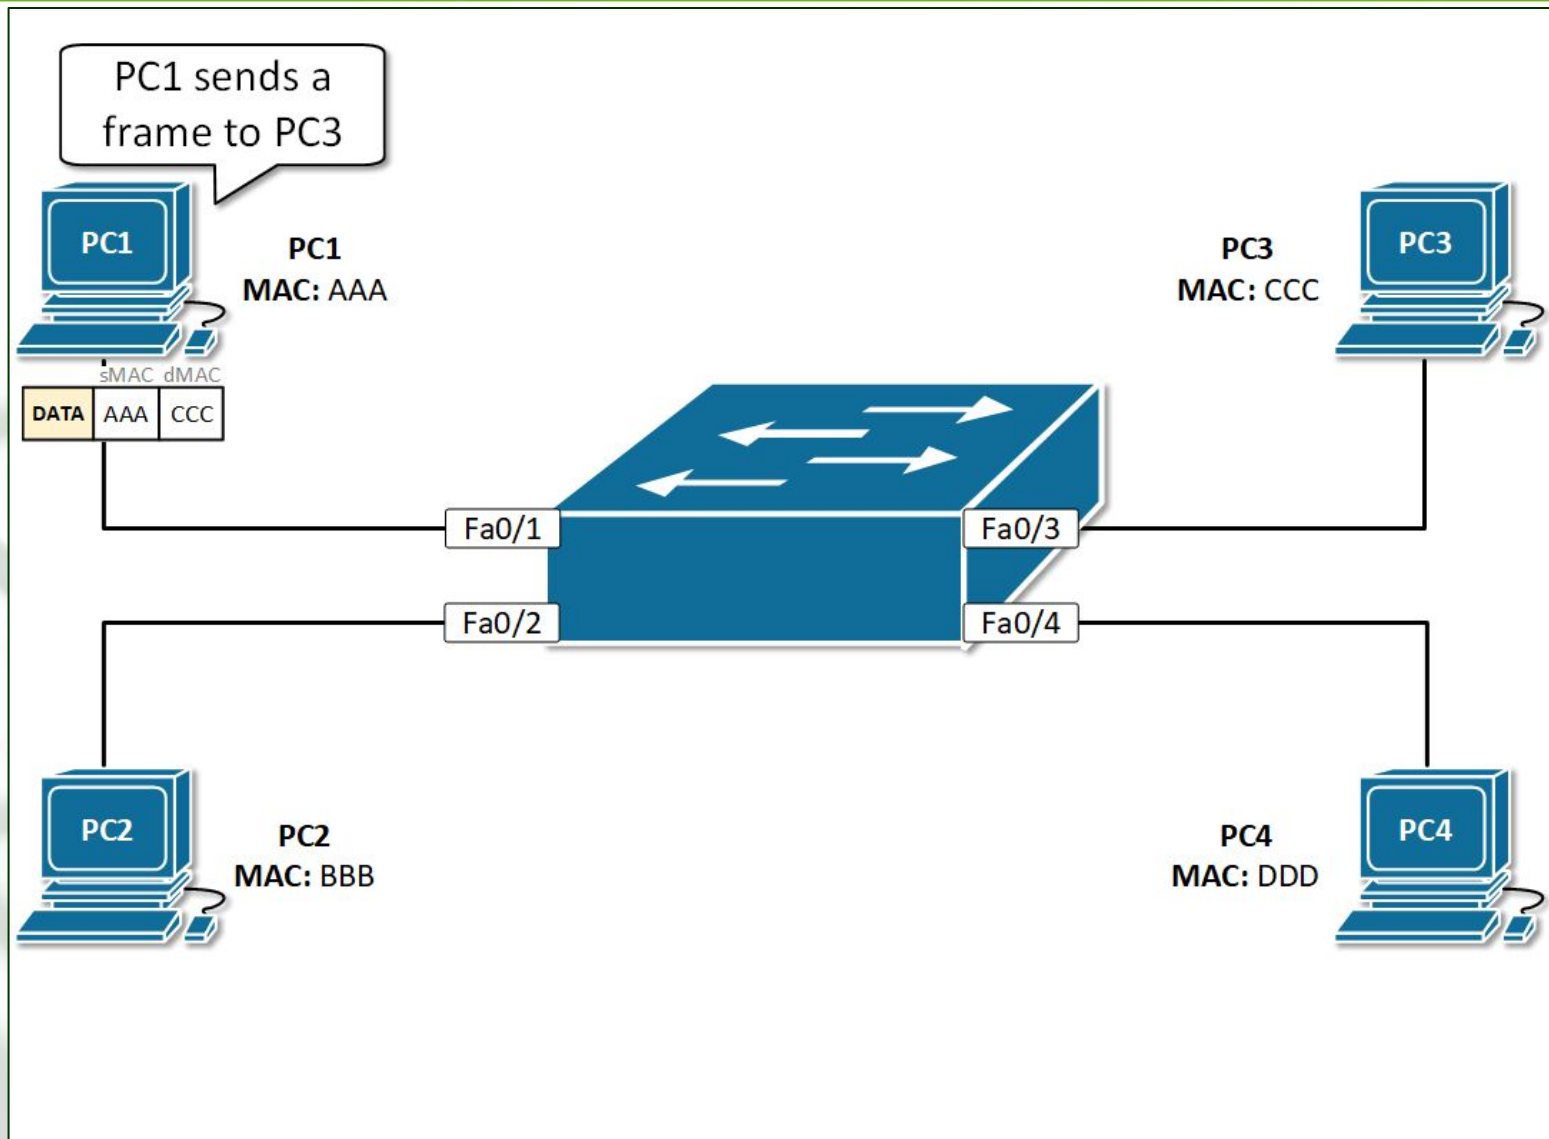 PC1 sends a
frame to PC3
PC1
PC1
MAC: AAA
PC3
MAC: CCC
PC3
sMAC dMAC
DATA AAA CCC
Fa0/1
Fa0/3
Fa0/2
Fa0/4
PC2
PC2
MAC: BBB
PC4
MAC: DDD
PC4